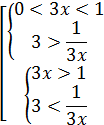 0 < 3x < 1
3 > 1/3x
3x > 1
3 < 1/3x